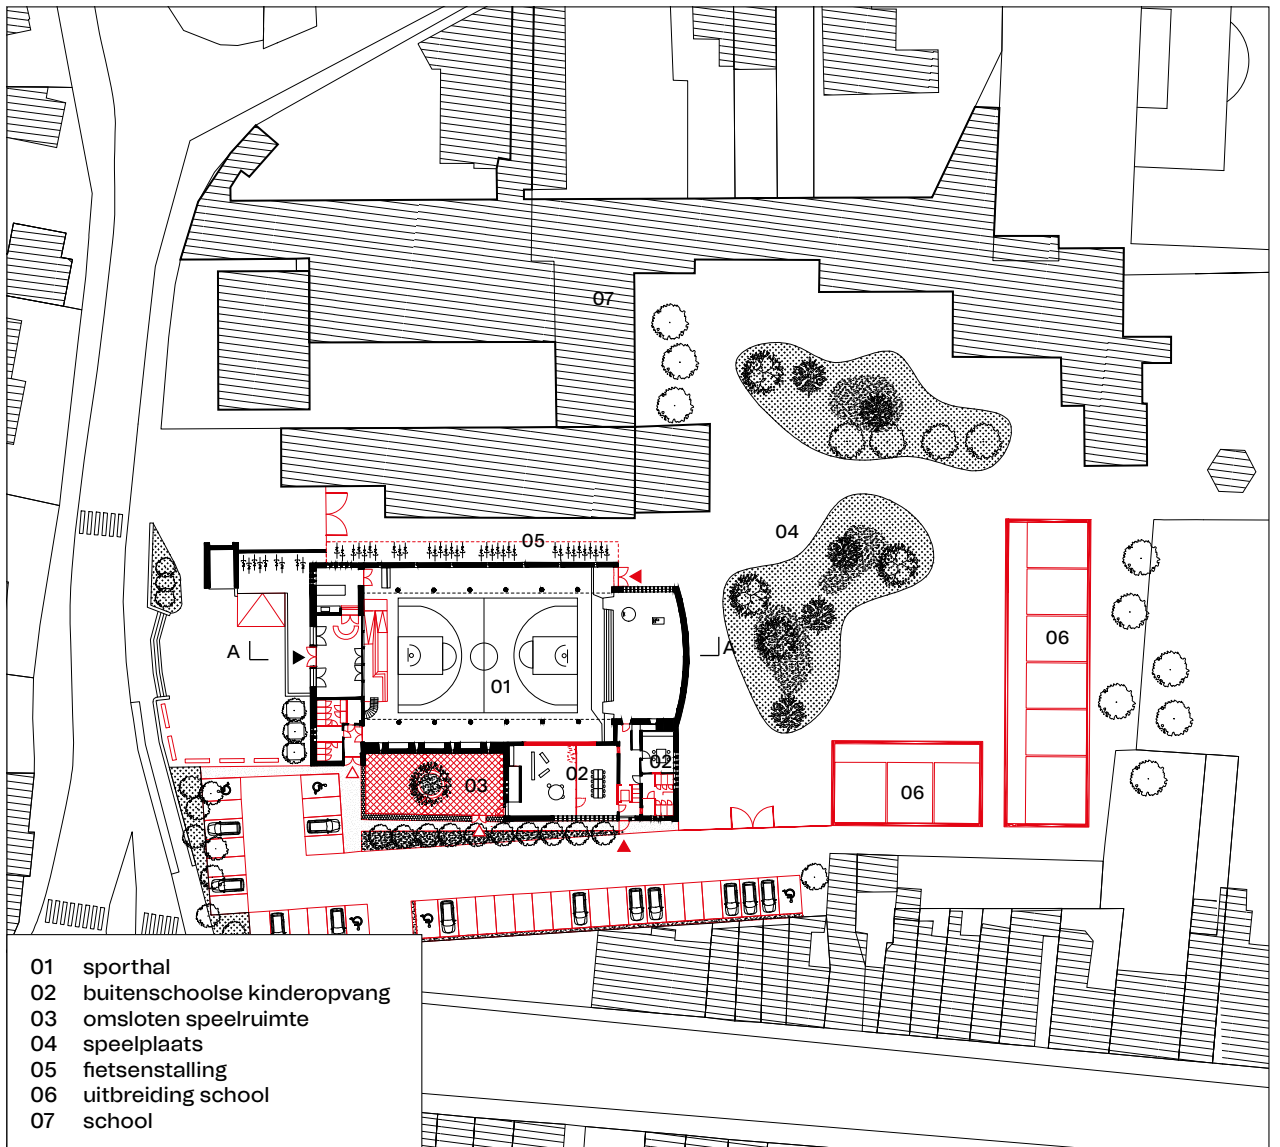 07
04
05
A
A
06
01
02
02
03
06
01 sporthal
02 buitenschoolse kinderopvang
03 omsloten speelruimte
04 speelplaats
05 fietsenstalling
06 uitbreiding school
07 school